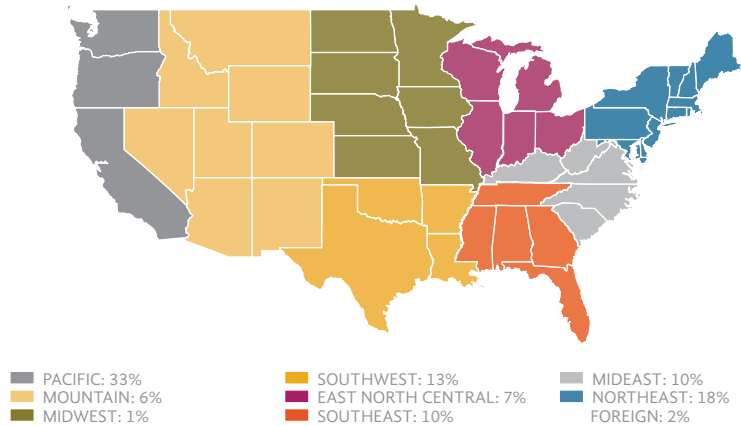 PACIFIC: 33%
MOUNTAIN: 6%
MIDWEST: 1%
SOUTHWEST: 13%
EAST NORTH CENTRAL: 7%
SOUTHEAST: 10%
MIDEAST: 10%
NORTHEAST: 18%
FOREIGN: 2%